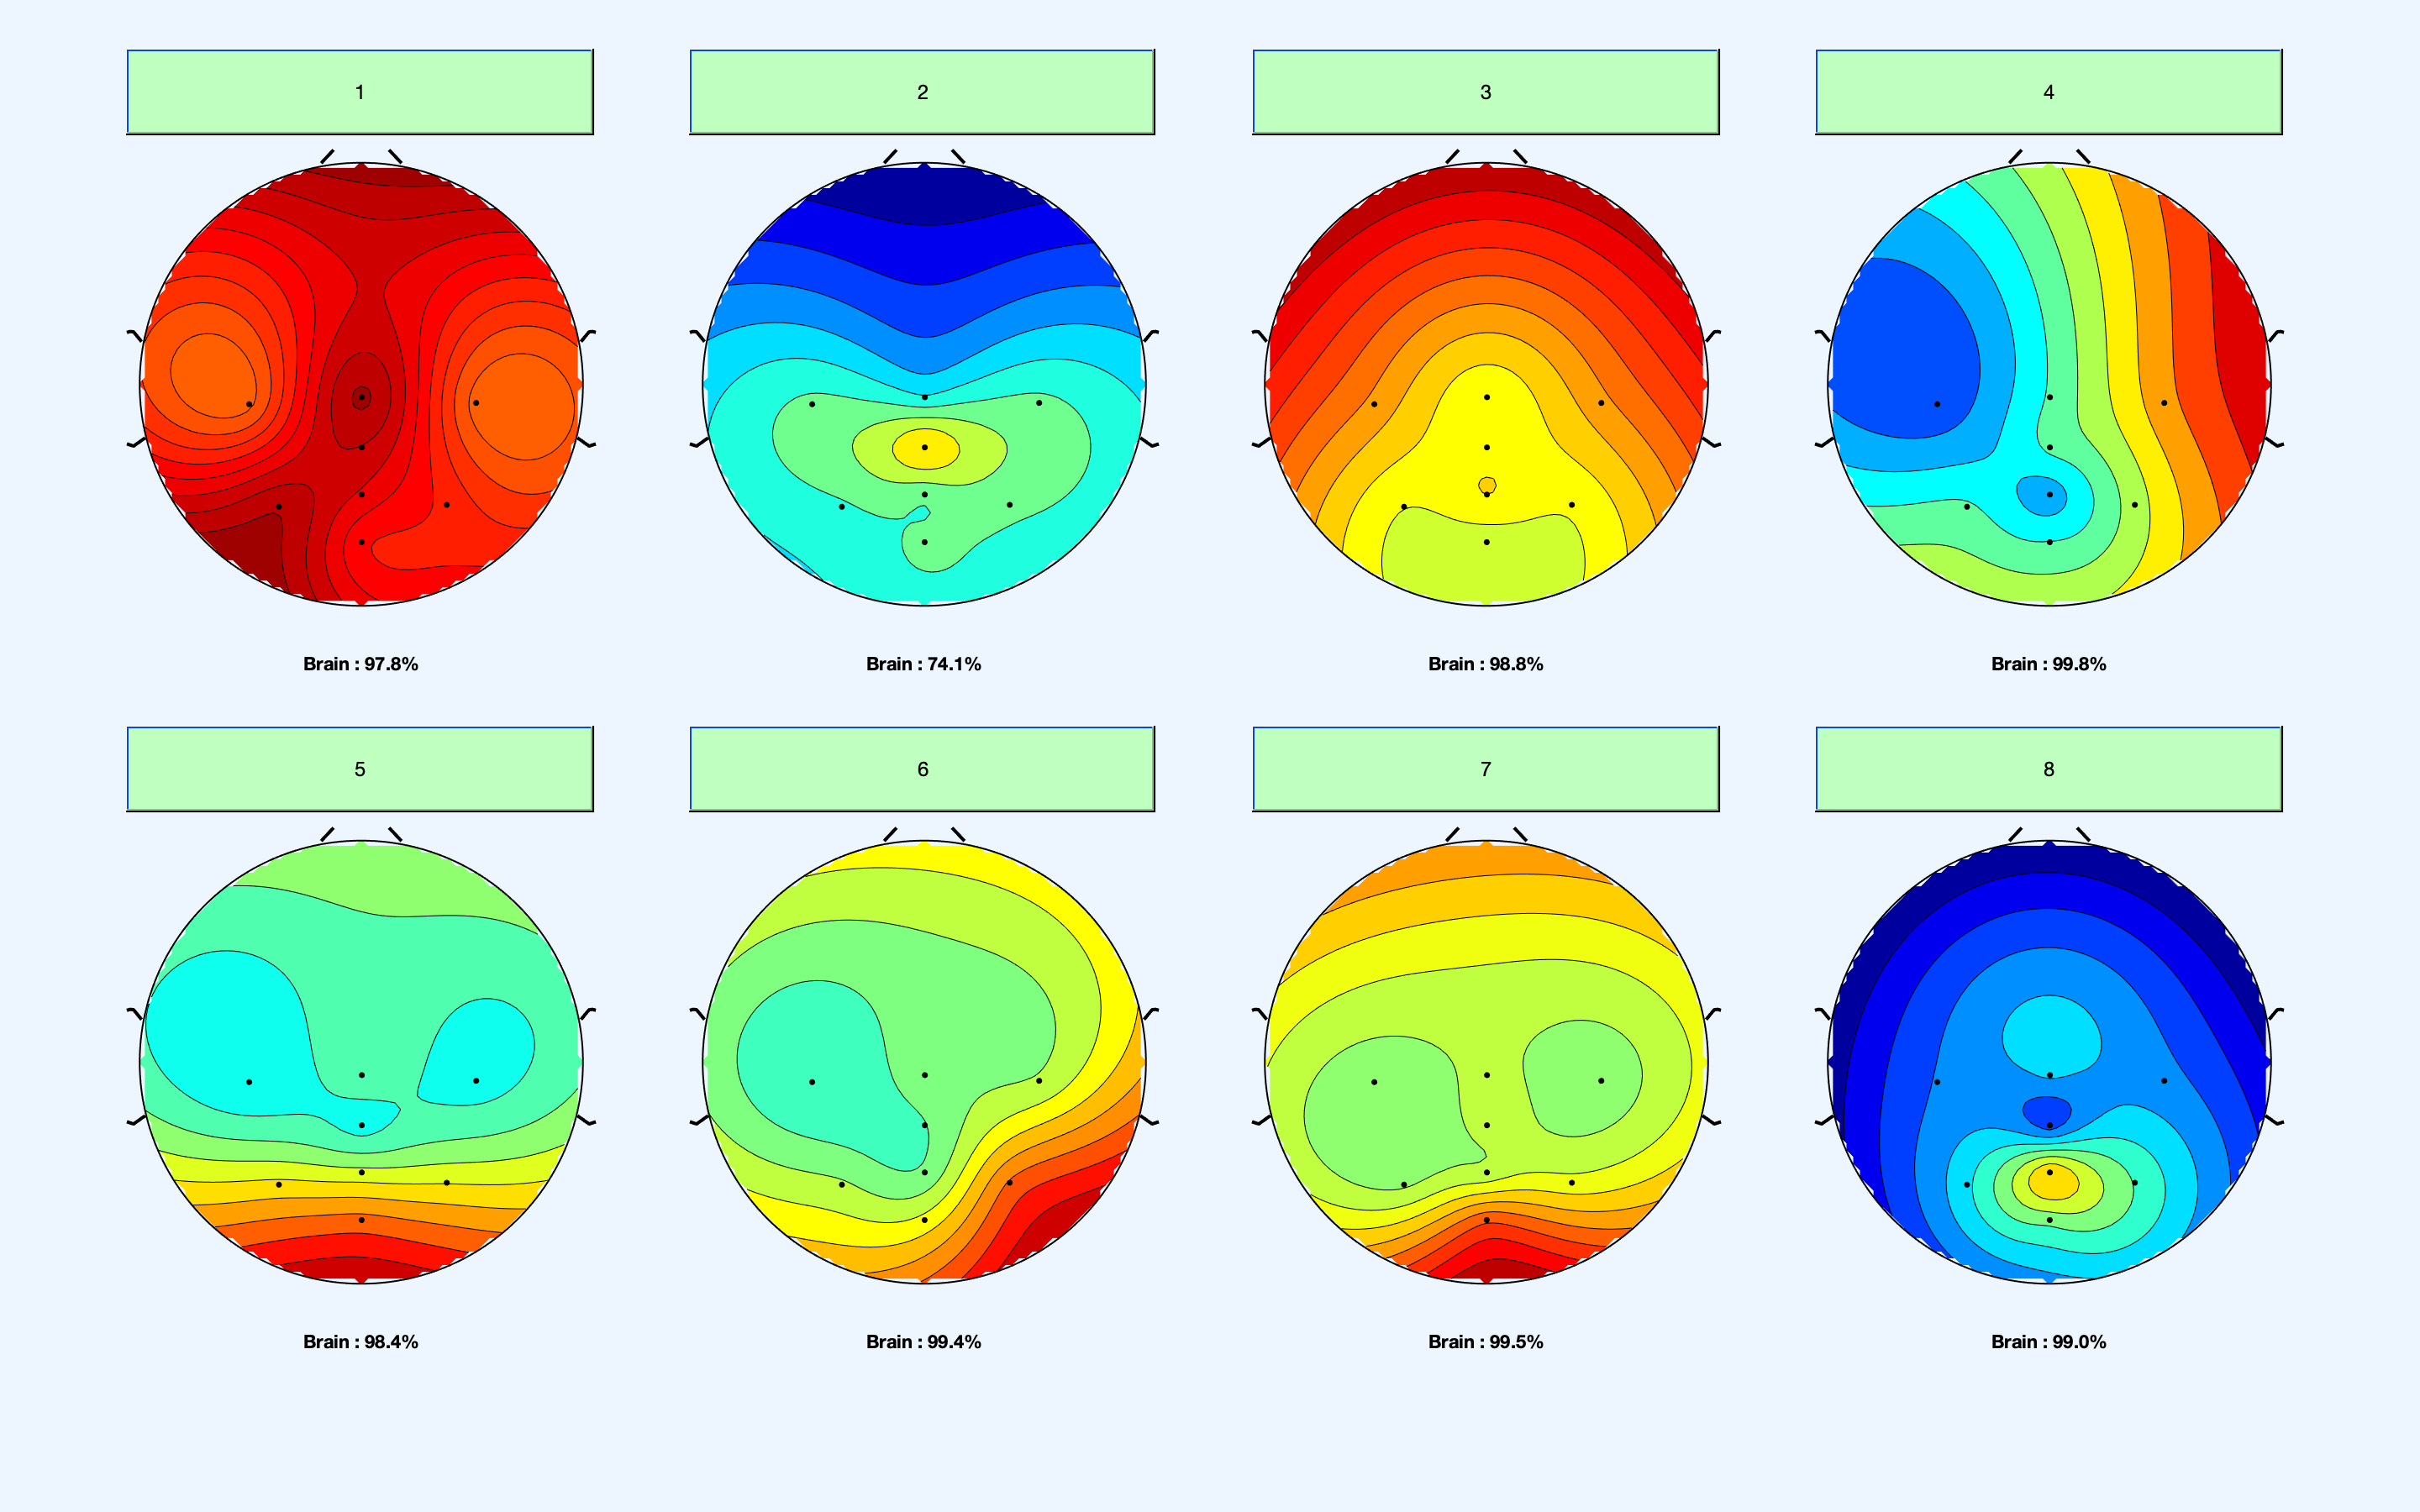 1
2
3
4
Brain : 97.8%
Brain : 74.1%
Brain : 98.8%
Brain : 99.8%
5
6
7
8
Brain : 98.4%
Brain : 99.4%
Brain : 99.5%
Brain : 99.0%